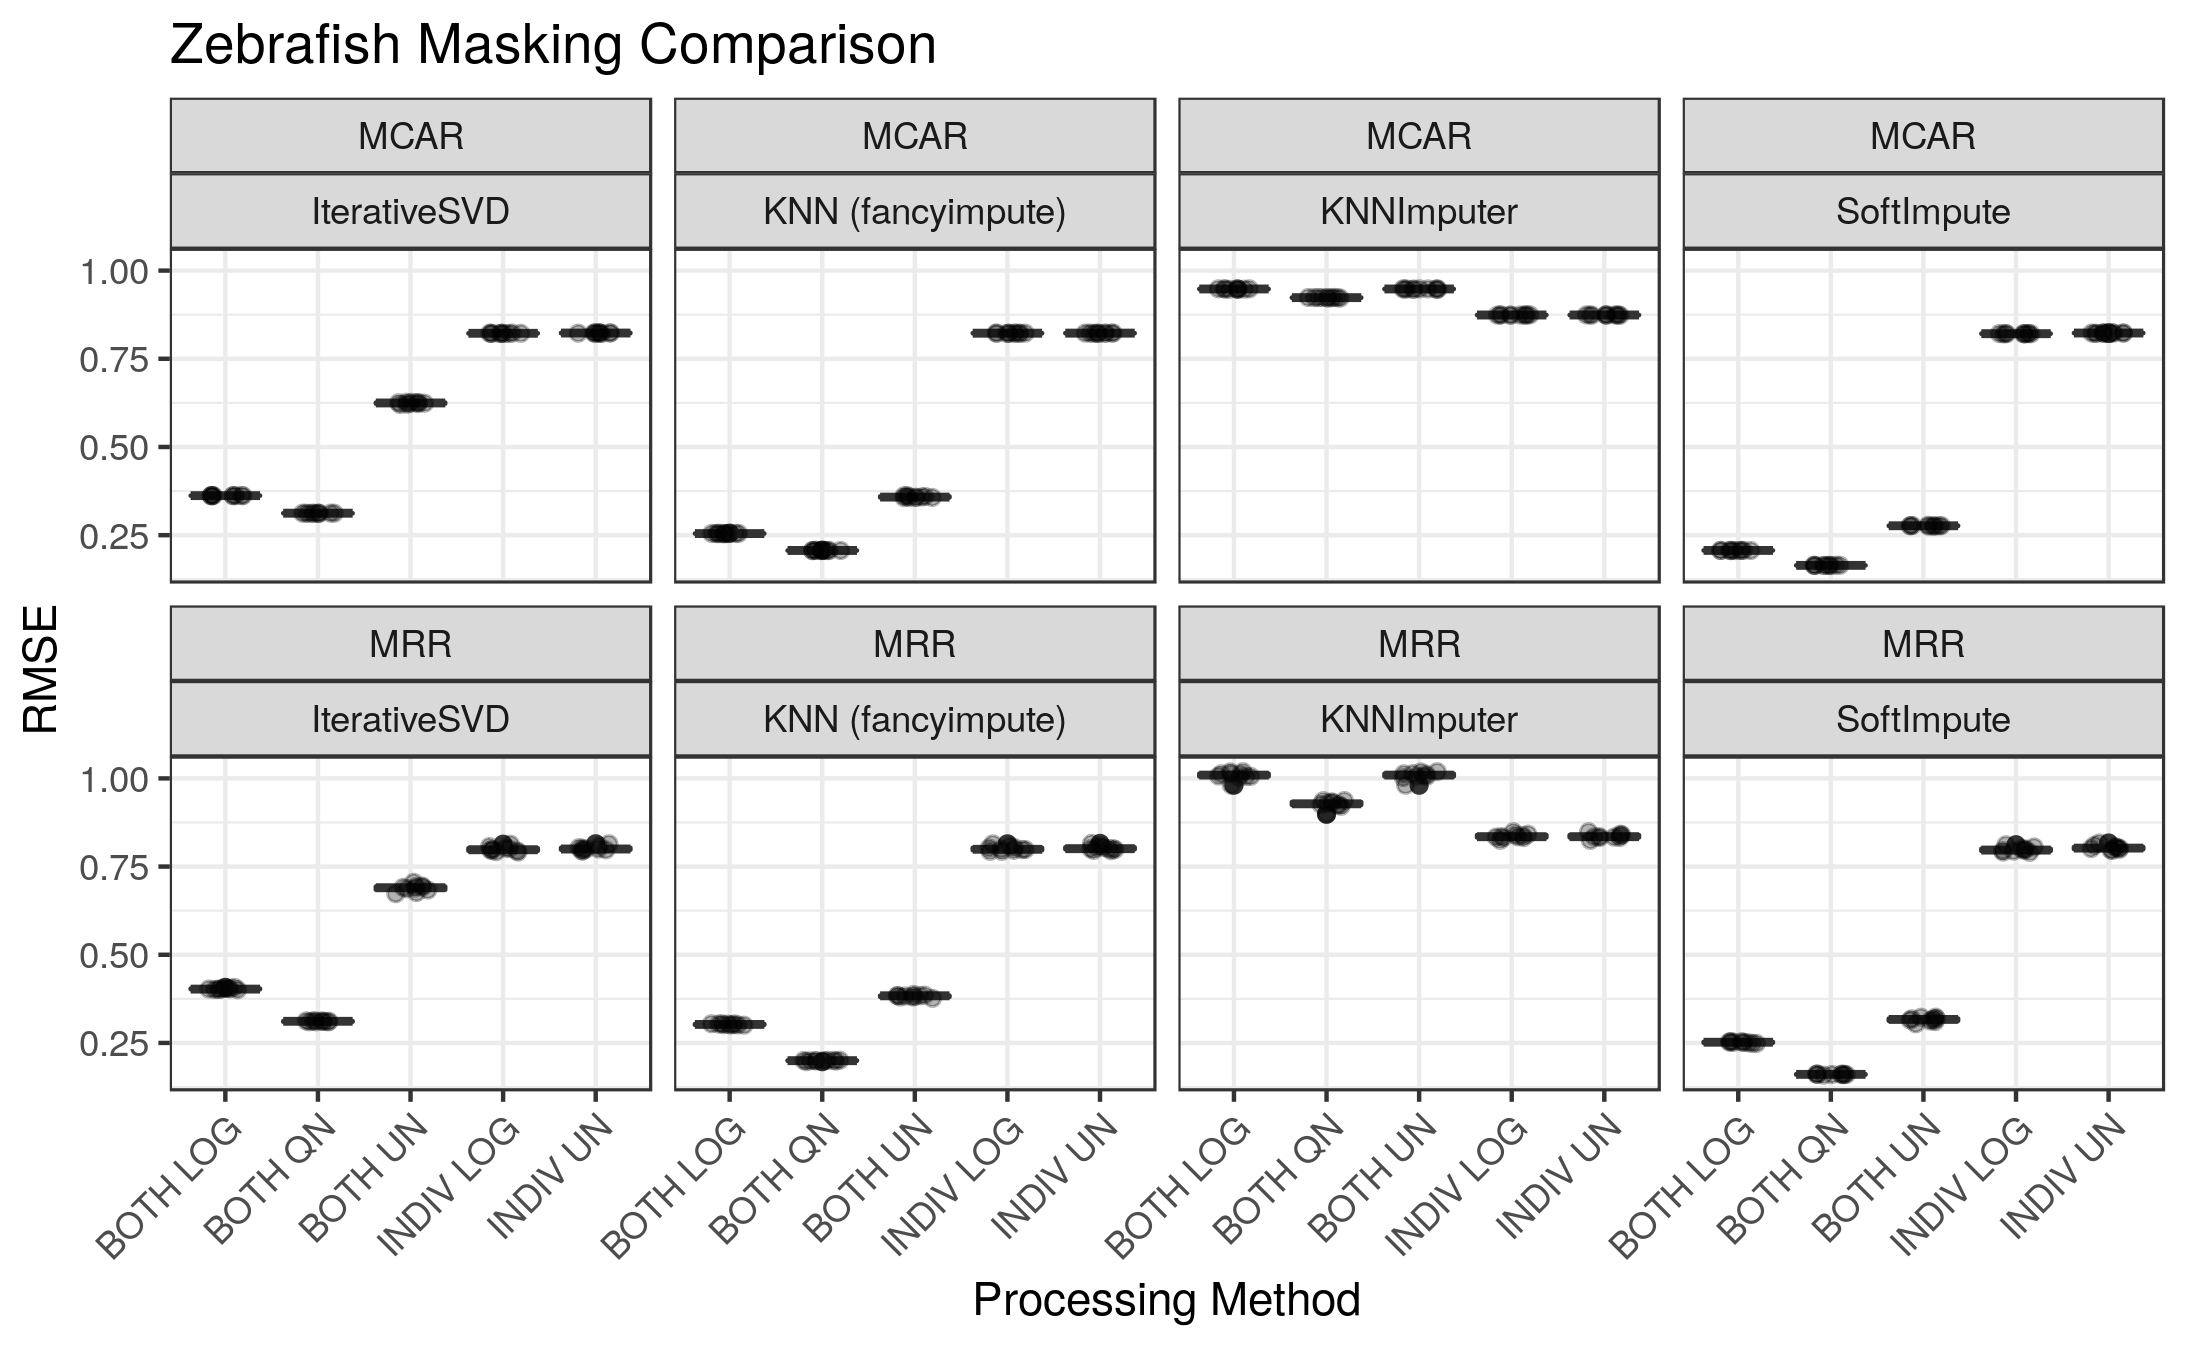 Zebrafish Masking Comparison
MCAR MCAR MCAR MCAR
IterativeSVD KNN (fancyimpute) KNNImputer SoftImpute
1.00
0.75
0.50
0.25
RMSE
MRR MRR MRR MRR
IterativeSVD KNN (fancyimpute) KNNImputer SoftImpute
1.00
0.75
0.50
0.25
BOTH LOG BOTH QN BOTH UN INDIV LOG INDIV UN BOTH LOG BOTH QN BOTH UN INDIV LOG INDIV UN BOTH LOG BOTH QN BOTH UN INDIV LOG INDIV UN BOTH LOG BOTH QN BOTH UN INDIV LOG INDIV UN
Processing Method